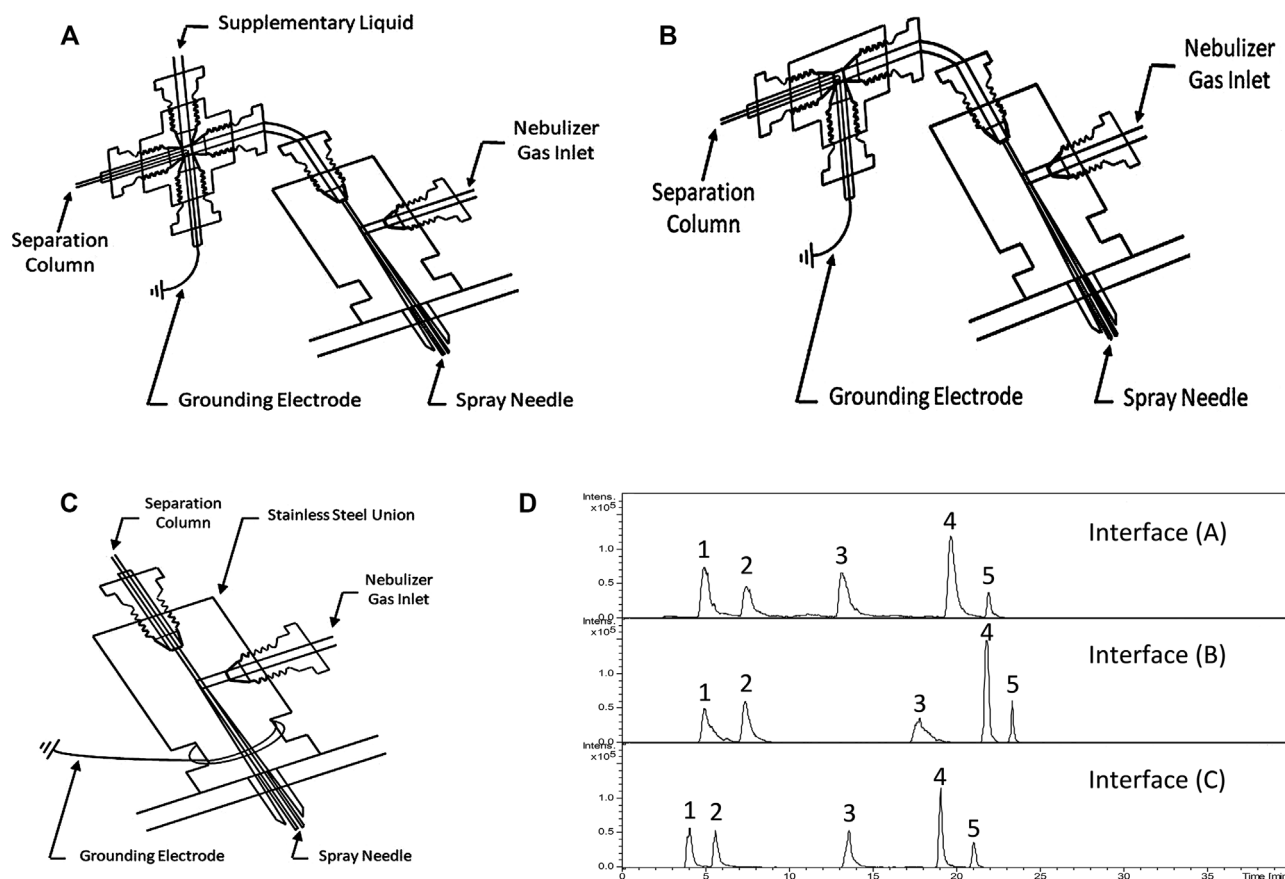 A
Supplementary Liquid
Nebulizer
Gas Inlet
Separation
Column
Grounding Electrode
Spray Needle
B
Nebulizer
Gas Inlet
Separation
Column
Grounding Electrode
Spray Needle
C
Separation
Column
Stainless Steel Union
Nebulizer
Gas Inlet
Grounding Electrode
Spray Needle
D
Intens.
x10⁵
1.0
0.5
0.0
1 2 3 4 5
Interface (A)
Intens.
x10⁵
1.0
0.5
0.0
1 2 3 4 5
Interface (B)
Intens.
x10⁵
1.0
0.5
0.0
1 2 3 4 5
Interface (C)
0 5 10 15 20 25 30 35 Time [mi